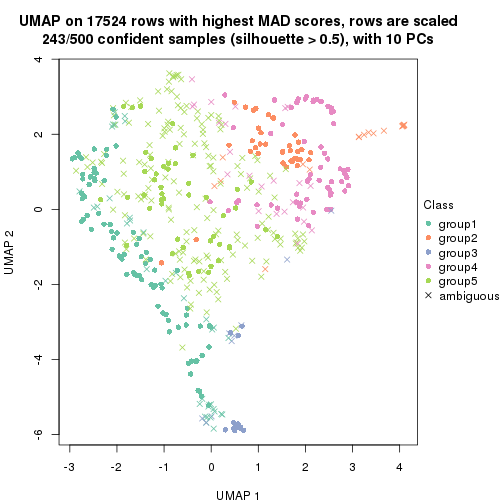 UMAP on 17524 rows with highest MAD scores, rows are scaled
243/500 confident samples (silhouette > 0.5), with 10 PCs
4
2
0
-2
-4
-6
UMAP 2
-3
-2
-1
0
1
2
3
4
UMAP 1
Class
group1
group2
group3
group4
group5
ambiguous